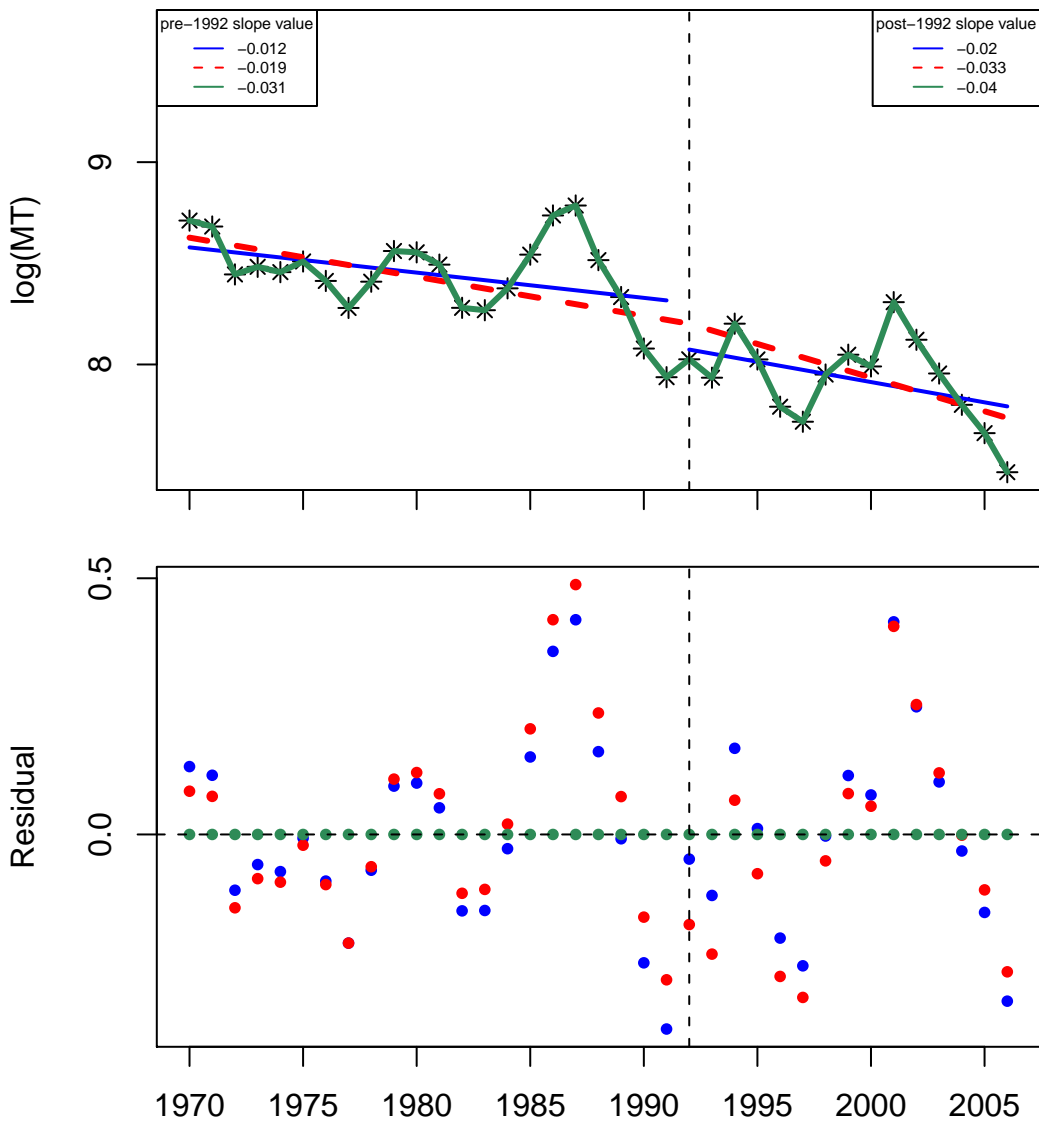 pre−1992 slope value
−0.012
−0.019
−0.031
post−1992 slope value
−0.02
−0.033
−0.04
9
8
log(MT)
0.5
0.0
Residual
1970 1975 1980 1985 1990 1995 2000 2005